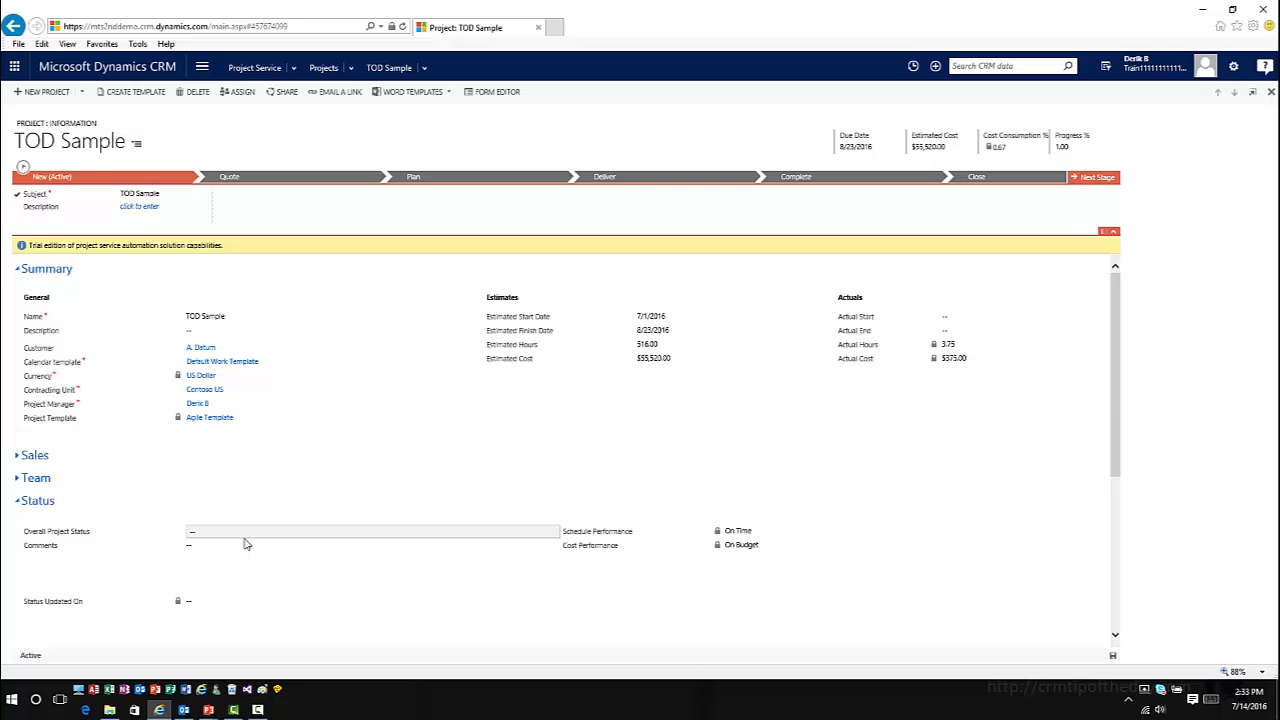 https://mts2nddemo.crm.dynamics.com/main.aspx#457674099
Project: TOD Sample
File Edit View Favorites Tools Help
Microsoft Dynamics CRM
Project Service
Projects
TOD Sample
Search CRM data
Derik B
Train11111111111...
NEW PROJECT
CREATE TEMPLATE
DELETE
ASSIGN
SHARE
EMAIL A LINK
WORD TEMPLATES
FORM EDITOR
PROJECT : INFORMATION
TOD Sample
Due Date
8/23/2016
Estimated Cost
$55,520.00
Cost Consumption %
0.67
Progress %
1.00
New (Active)
Quote
Plan
Deliver
Complete
Close
Next Stage
Subject * TOD Sample
Description click to enter
Trial edition of project service automation solution capabilities.
Summary
General
Name * TOD Sample
Description --
Customer A. Datum
Calendar template * Default Work Template
Currency * US Dollar
Contracting Unit * Contoso US
Project Manager * Derik B
Project Template Agile Template
Estimates
Estimated Start Date 7/1/2016
Estimated Finish Date 8/23/2016
Estimated Hours 516.00
Estimated Cost $55,520.00
Actuals
Actual Start --
Actual End --
Actual Hours 3.75
Actual Cost $375.00
Sales
Team
Status
Overall Project Status --
Comments --
Schedule Performance On Time
Cost Performance On Budget
Status Updated On --
Active
88%
2:33 PM
7/14/2016